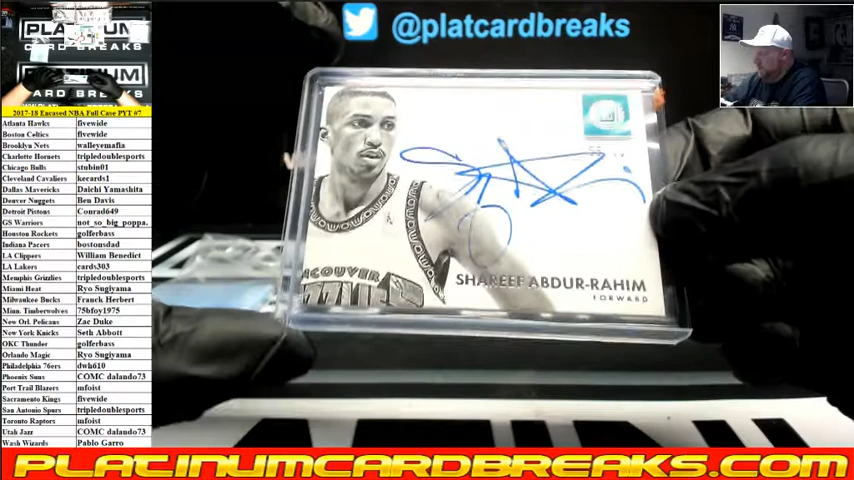 PLATINUM
CARD BREAKS
PLATINUM
CARD BREAKS
@platcardbreaks
2017-18 Encased NBA Full Case PYT #7
Atlanta Hawks fivewide
Boston Celtics fivewide
Brooklyn Nets walleyemafia
Charlotte Hornets tripledoublesports
Chicago Bulls stubin01
Cleveland Cavaliers kecards1
Dallas Mavericks Daichi Yamashita
Denver Nuggets Ben Davis
Detroit Pistons Conrad649
GS Warriors not_so_big_poppa.
Houston Rockets golferbass
Indiana Pacers bostonsdad
LA Clippers William Benedict
LA Lakers cards303
Memphis Grizzlies tripledoublesports
Miami Heat Ryo Sugiyama
Milwaukee Bucks Franck Herbert
Minn. Timberwolves 75bfoy1975
New Orl. Pelicans Zac Duke
New York Knicks Seth Abbott
OKC Thunder golferbass
Orlando Magic Ryo Sugiyama
Philadelphia 76ers dwh610
Phoenix Suns COMC dalando73
Port Trail Blazers mfoist
Sacramento Kings fivewide
San Antonio Spurs tripledoublesports
Toronto Raptors mfoist
Utah Jazz COMC dalando73
Wash Wizards Pablo Garro
NCOUVER
SHAREEF ABDUR-RAHIM
FORWARD
PLATINUMCARDBREAKS.COM